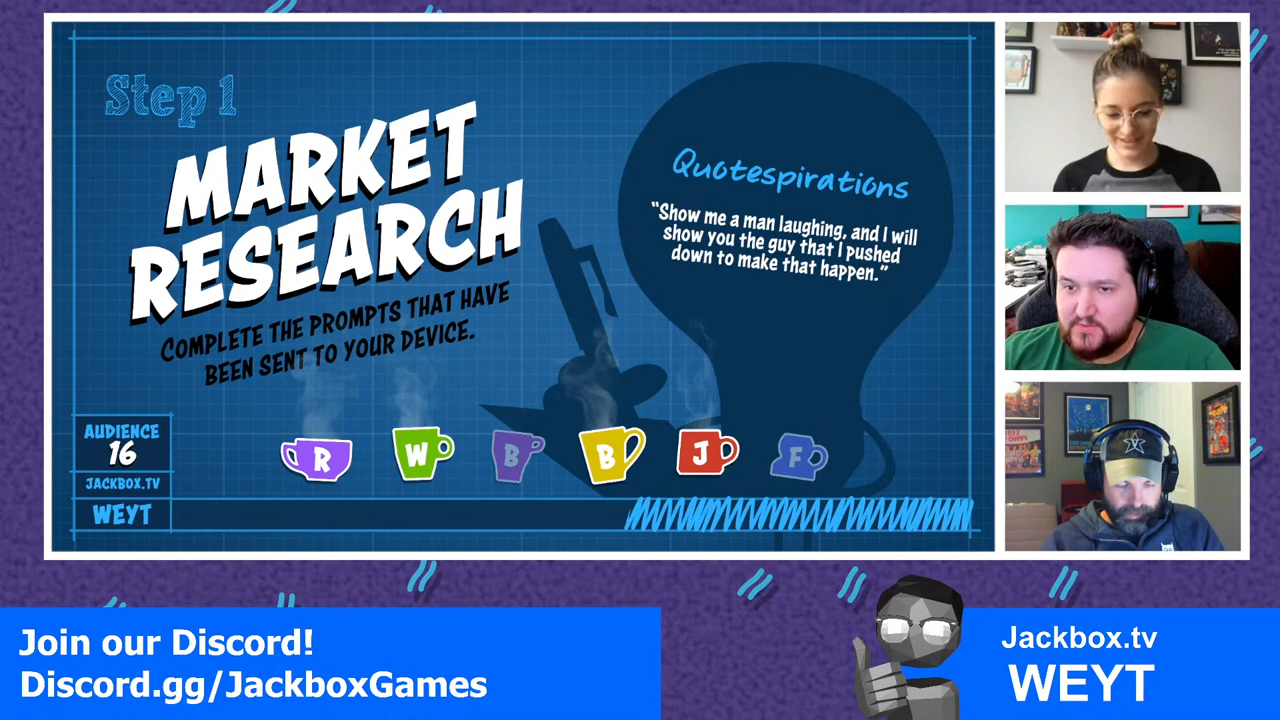 Step 1
MARKET
RESEARCH
COMPLETE THE PROMPTS THAT HAVE
BEEN SENT TO YOUR DEVICE.
Quotespirations
"Show me a man laughing, and I will
show you the guy that I pushed
down to make that happen."
AUDIENCE
16
JACKBOX.TV
WEYT
R
W
B
B
J
F
Join our Discord!
Discord.gg/JackboxGames
Jackbox.tv
WEYT